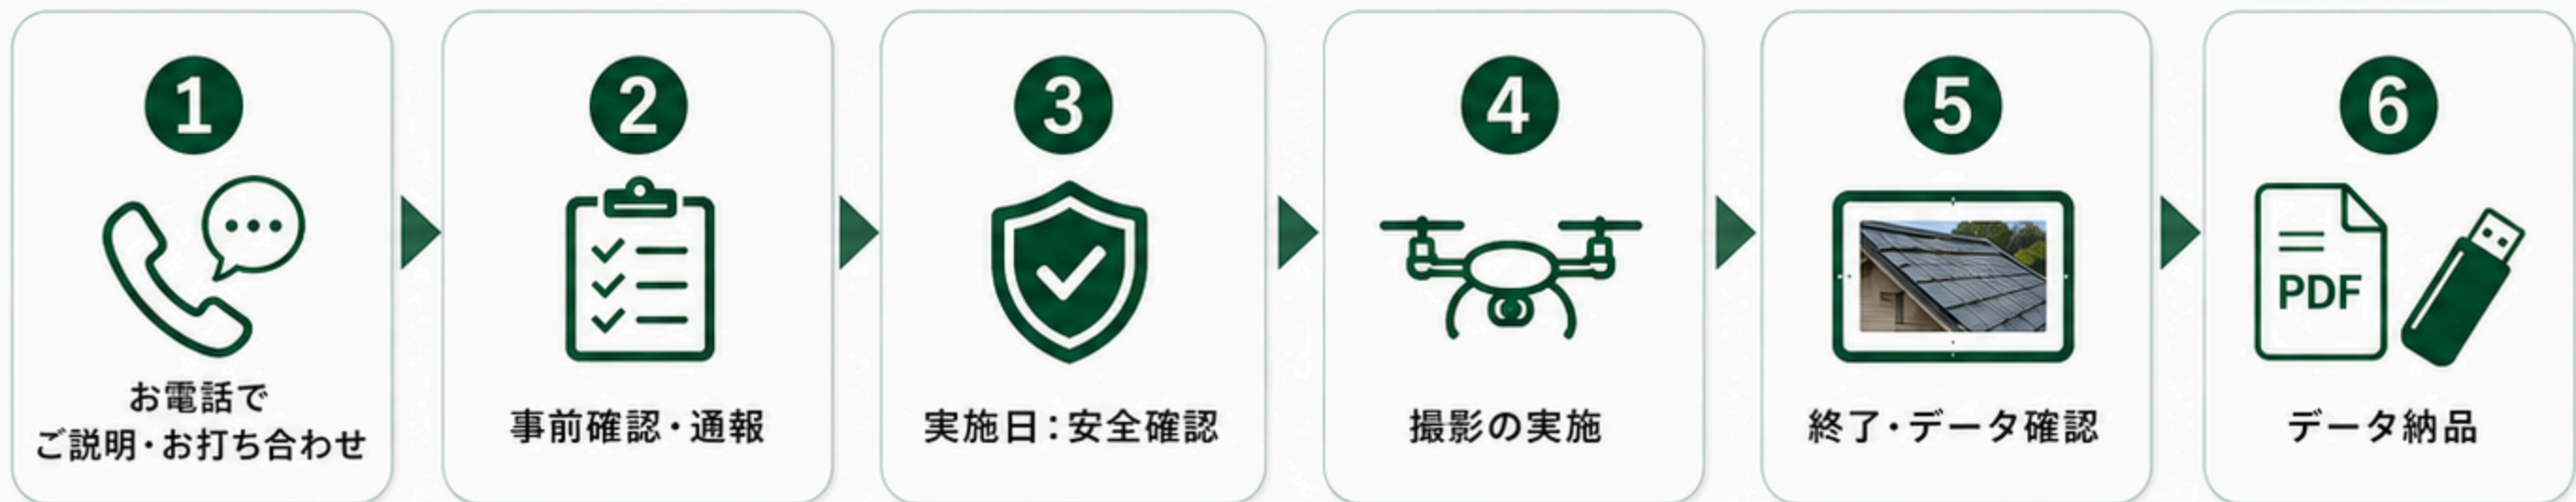 1
お電話で
ご説明・お打ち合わせ
2
事前確認・通報
3
実施日：安全確認
4
撮影の実施
5
終了・データ確認
6
PDF
データ納品